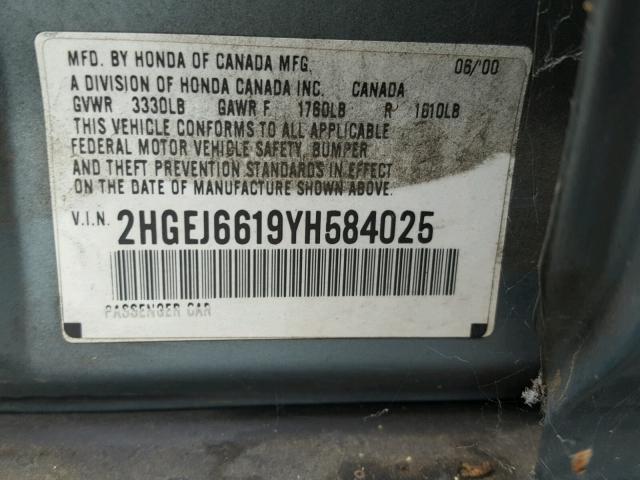 MFD. BY HONDA OF CANADA MFG. 06/'00
A DIVISION OF HONDA CANADA INC. CANADA
GVWR 3330LB GAWR F 1760LB R 1610LB
THIS VEHICLE CONFORMS TO ALL APPLICABLE
FEDERAL MOTOR VEHICLE SAFETY, BUMPER
AND THEFT PREVENTION STANDARDS IN EFFECT
ON THE DATE OF MANUFACTURE SHOWN ABOVE.
V.I.N. 2HGEJ6619YH584025
PASSENGER CAR